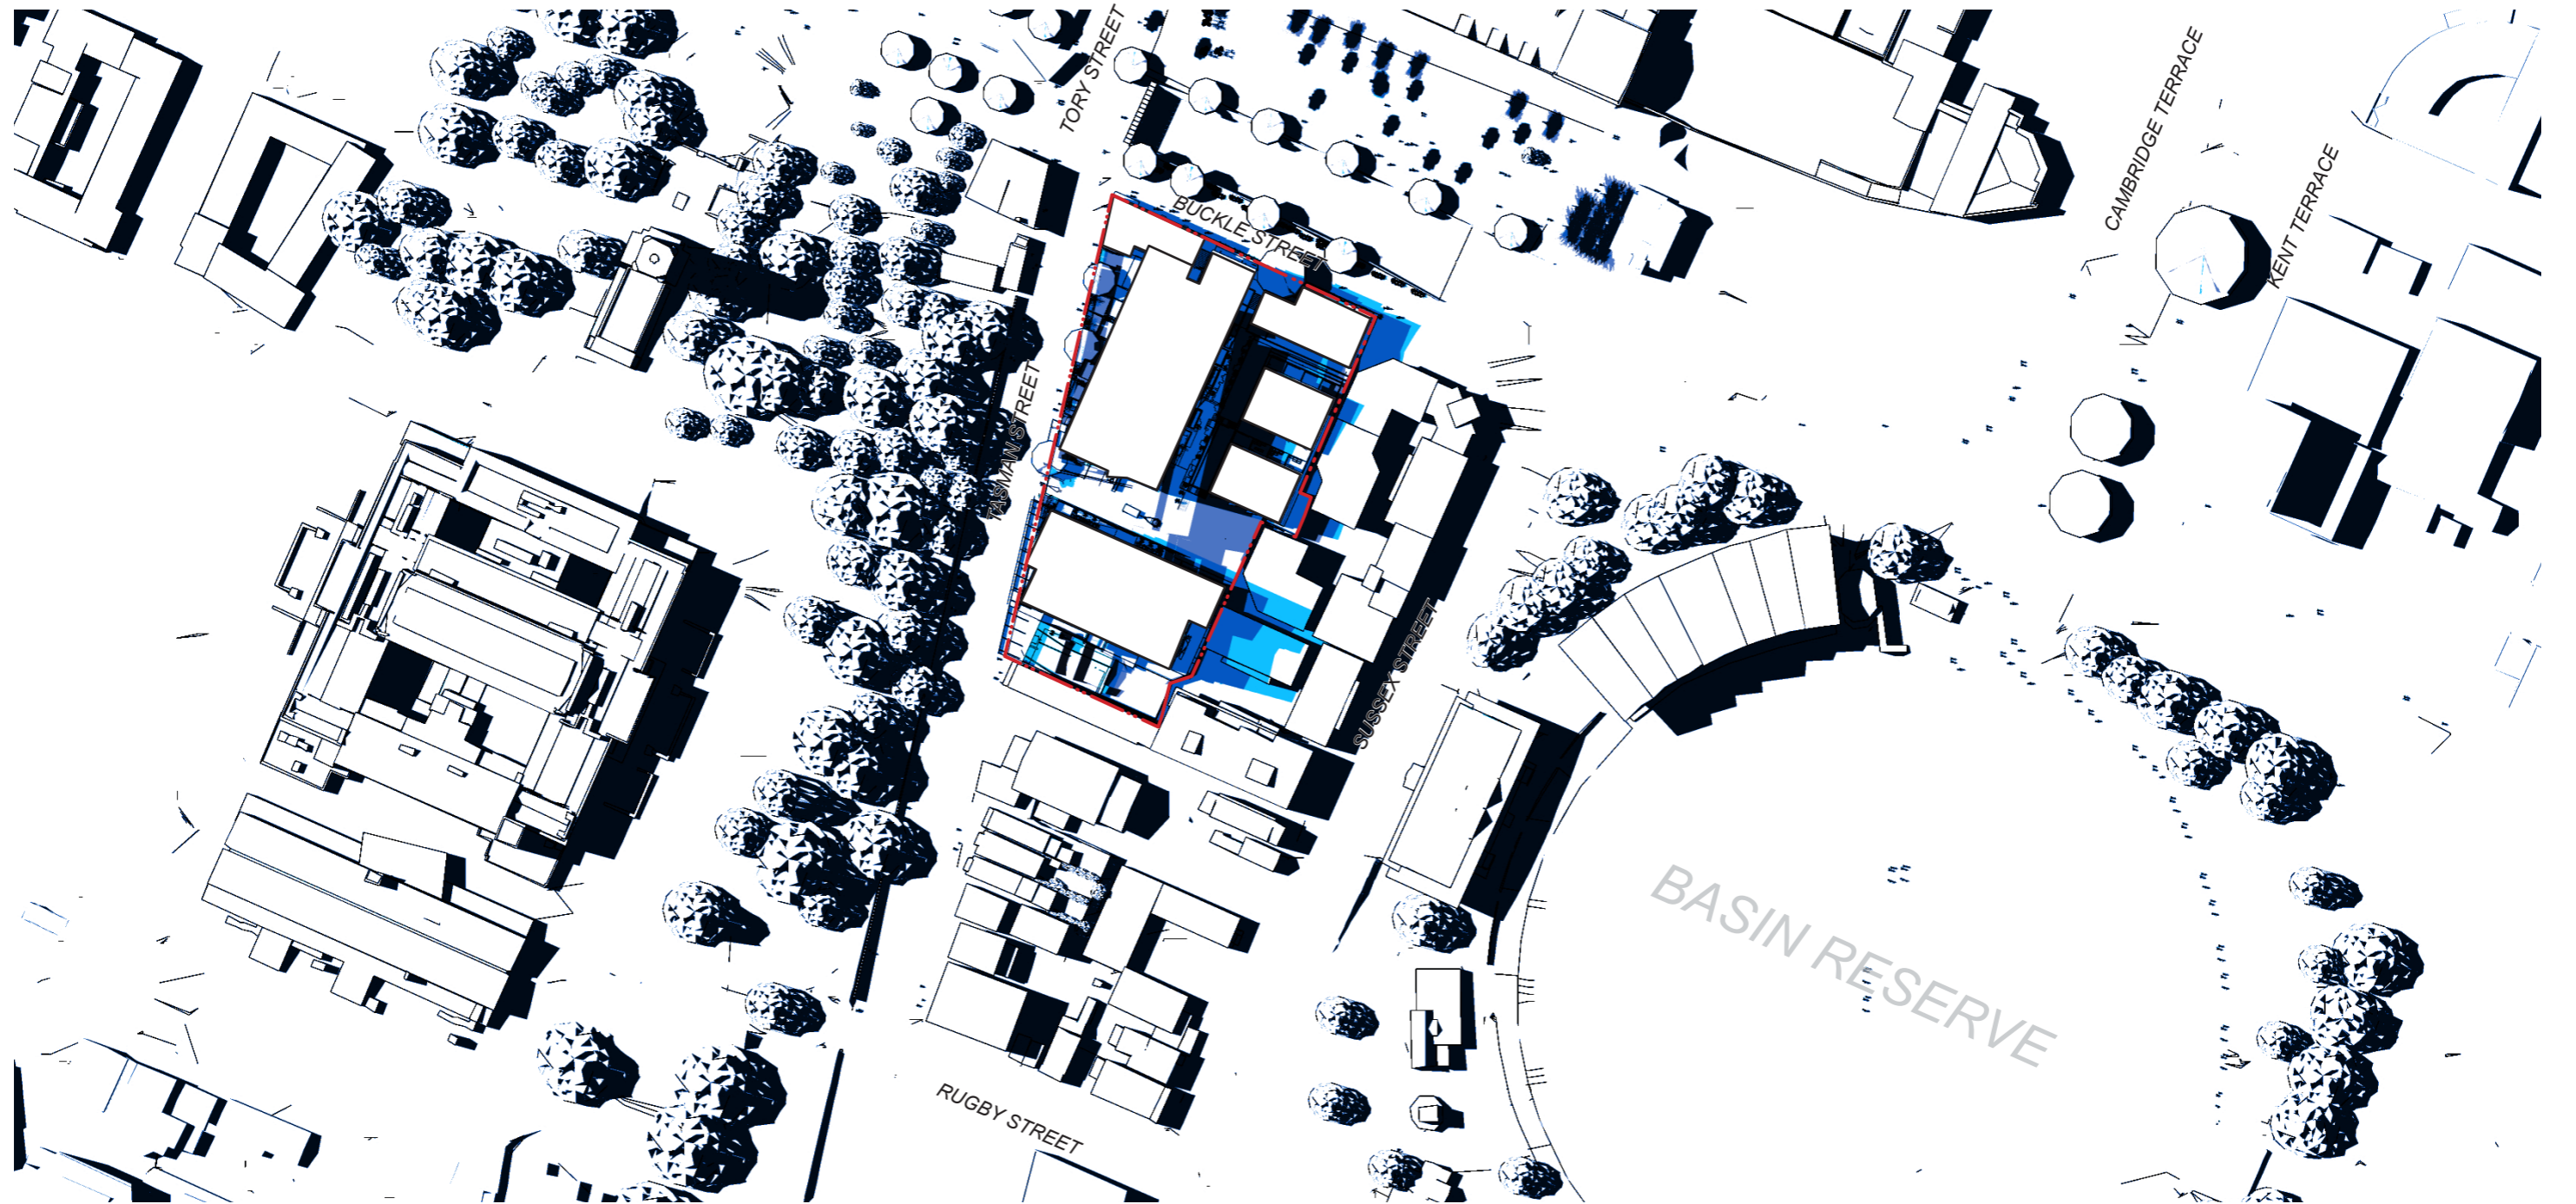 TORY STREET
CAMBRIDGE TERRACE
KENT TERRACE
BUCKLE STREET
TASMAN STREET
SUSSEX STREET
BASIN RESERVE
RUGBY STREET